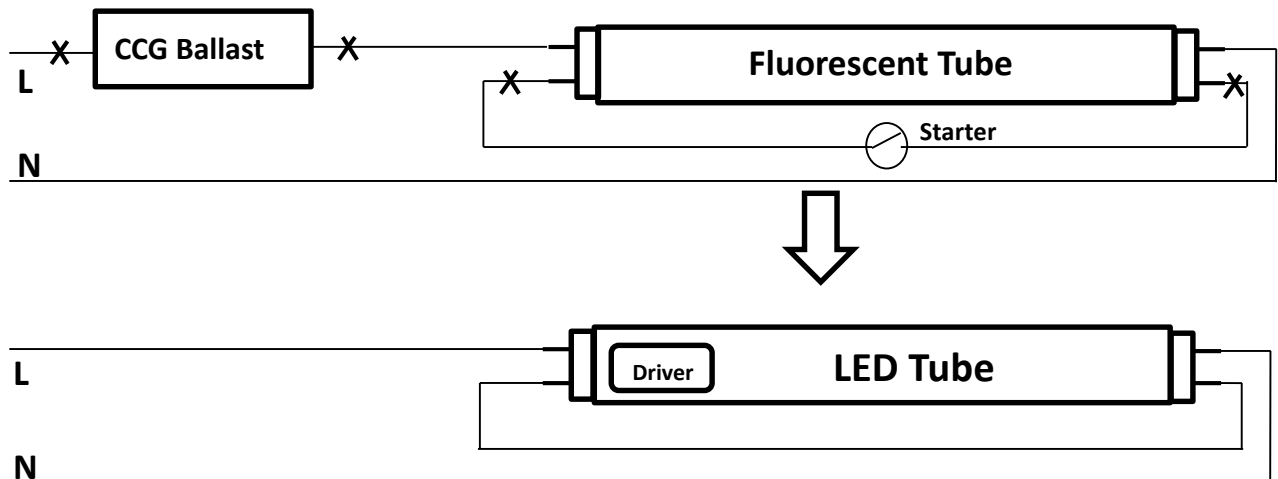 CCG Ballast
L
Fluorescent Tube
Starter
N
L
Driver
LED Tube
N